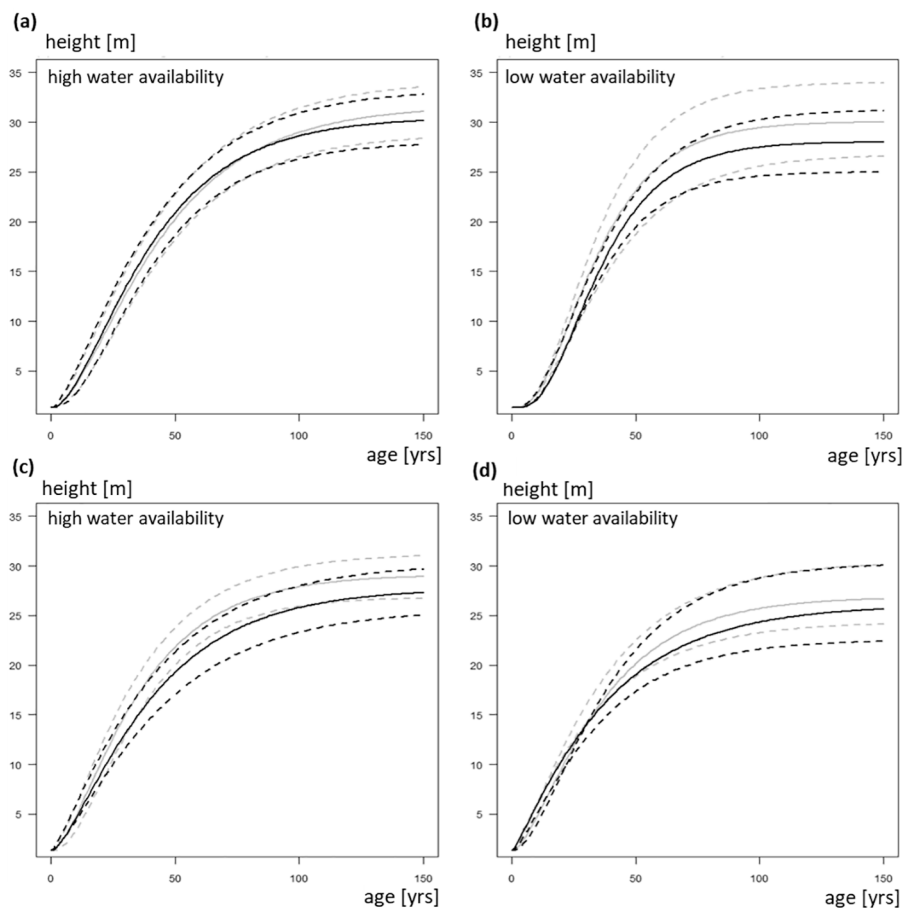 (a)
height [m]
high water availability
35
30
25
20
15
10
5
0
50
100
150
age [yrs]
(b)
height [m]
low water availability
35
30
25
20
15
10
5
0
50
100
150
age [yrs]
(c)
height [m]
high water availability
35
30
25
20
15
10
5
0
50
100
150
age [yrs]
(d)
height [m]
low water availability
35
30
25
20
15
10
5
0
50
100
150
age [yrs]